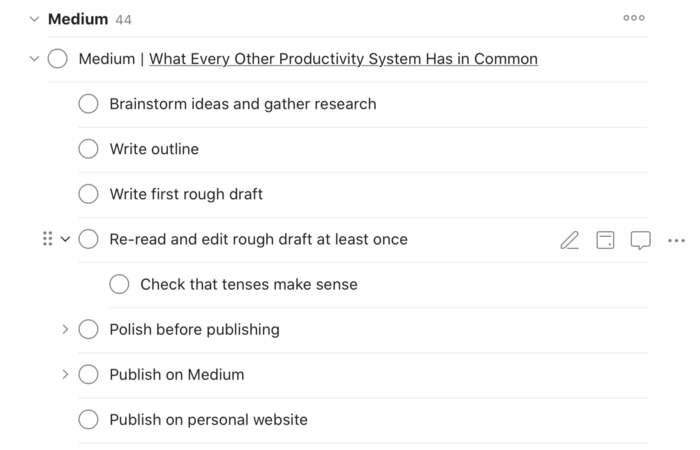 Medium 44
Medium | What Every Other Productivity System Has in Common
Brainstorm ideas and gather research
Write outline
Write first rough draft
Re-read and edit rough draft at least once
Check that tenses make sense
Polish before publishing
Publish on Medium
Publish on personal website